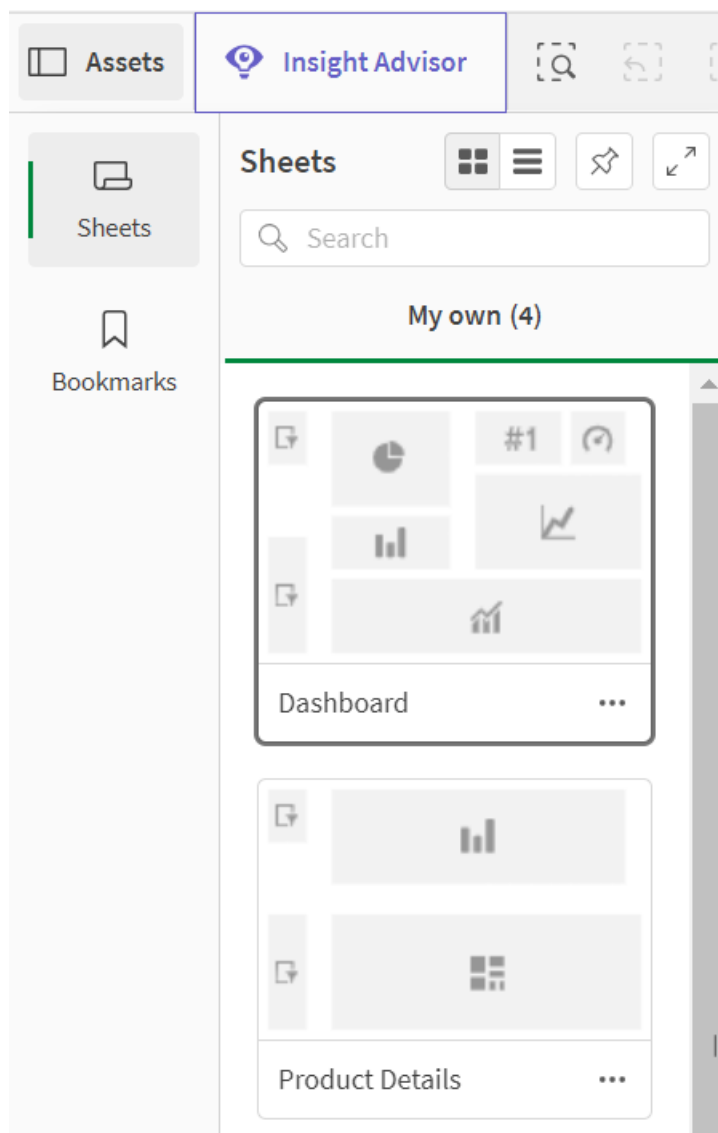 Assets
Insight Advisor
Sheets
Bookmarks
Sheets
Search
My own (4)
#1
Dashboard
Product Details